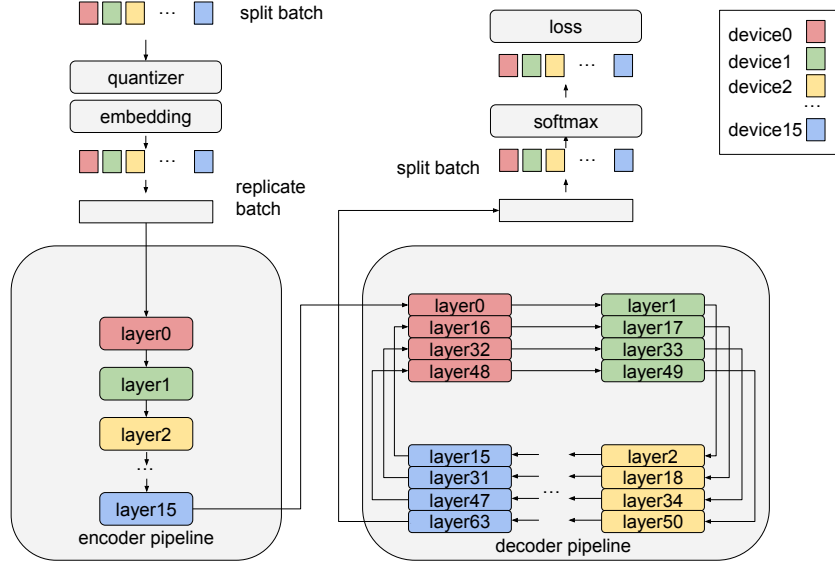 split batch
...
quantizer
embedding
...
replicate
batch
layer0
layer1
layer2
...
layer15
encoder pipeline
loss
...
softmax
split batch
...
layer0
layer16
layer32
layer48
layer1
layer17
layer33
layer49
layer15
layer31
layer47
layer63
...
layer2
layer18
layer34
layer50
decoder pipeline
device0
device1
device2
...
device15